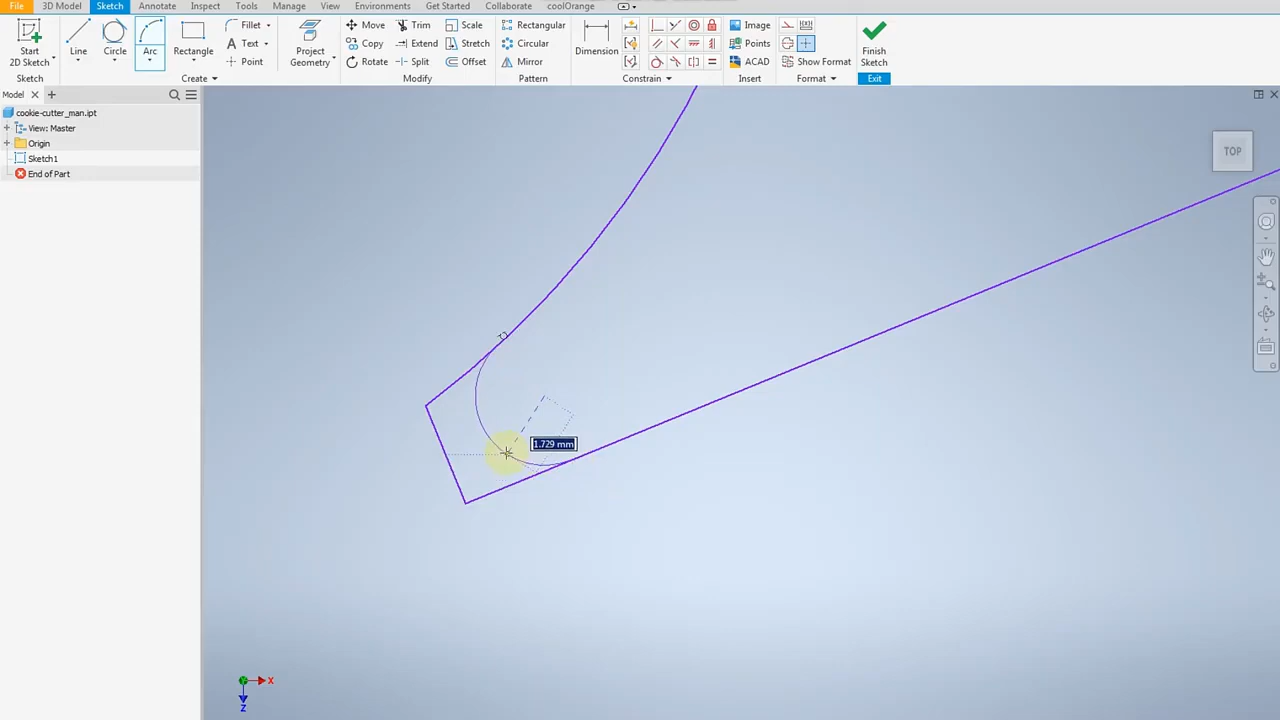 File 3D Model Sketch Annotate Inspect Tools Manage View Environments Get Started Collaborate coolOrange
Fillet Move Trim Scale Rectangular Image
Start 2D Sketch Line Circle Arc Rectangle Text Project Geometry Copy Extend Stretch Circular Dimension Points Finish Sketch
Point Rotate Split Offset Mirror ACAD Show Format
Sketch Create Modify Pattern Constrain Insert Format Exit
Model
cookie-cutter_man.ipt
View: Master
Origin
Sketch1
End of Part
TOP
1.729 mm
X
Z